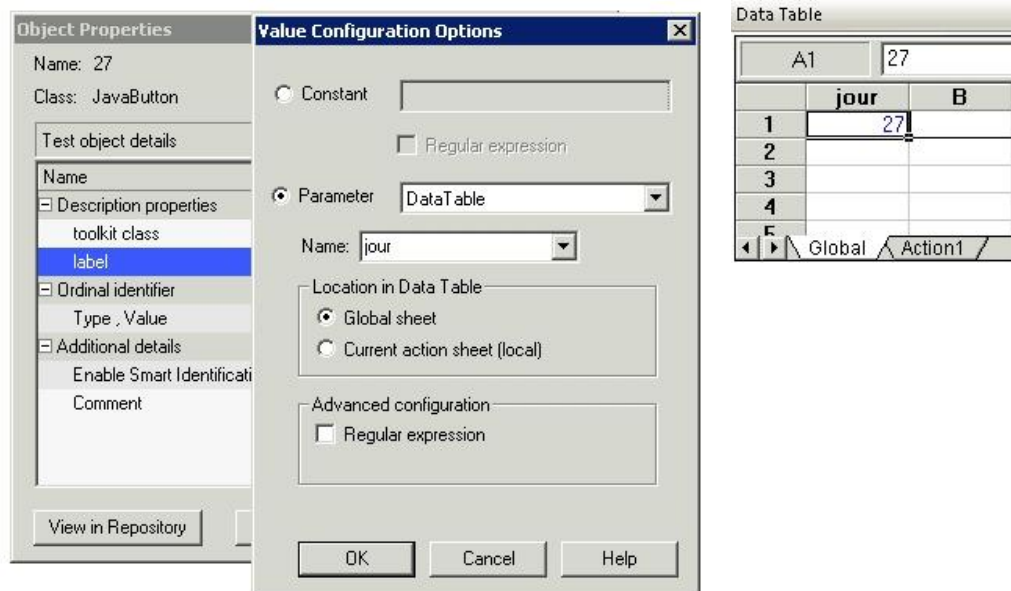 Object Properties
Name: 27
Class: JavaButton
Test object details
Name
Description properties
toolkit class
label
Ordinal identifier
Type , Value
Additional details
Enable Smart Identificati
Comment
View in Repository
Value Configuration Options
Constant
Regular expression
Parameter DataTable
Name: jour
Location in Data Table
Global sheet
Current action sheet (local)
Advanced configuration
Regular expression
OK Cancel Help
Data Table
A1 27
jour B
1 27
2
3
4
5
Global Action1